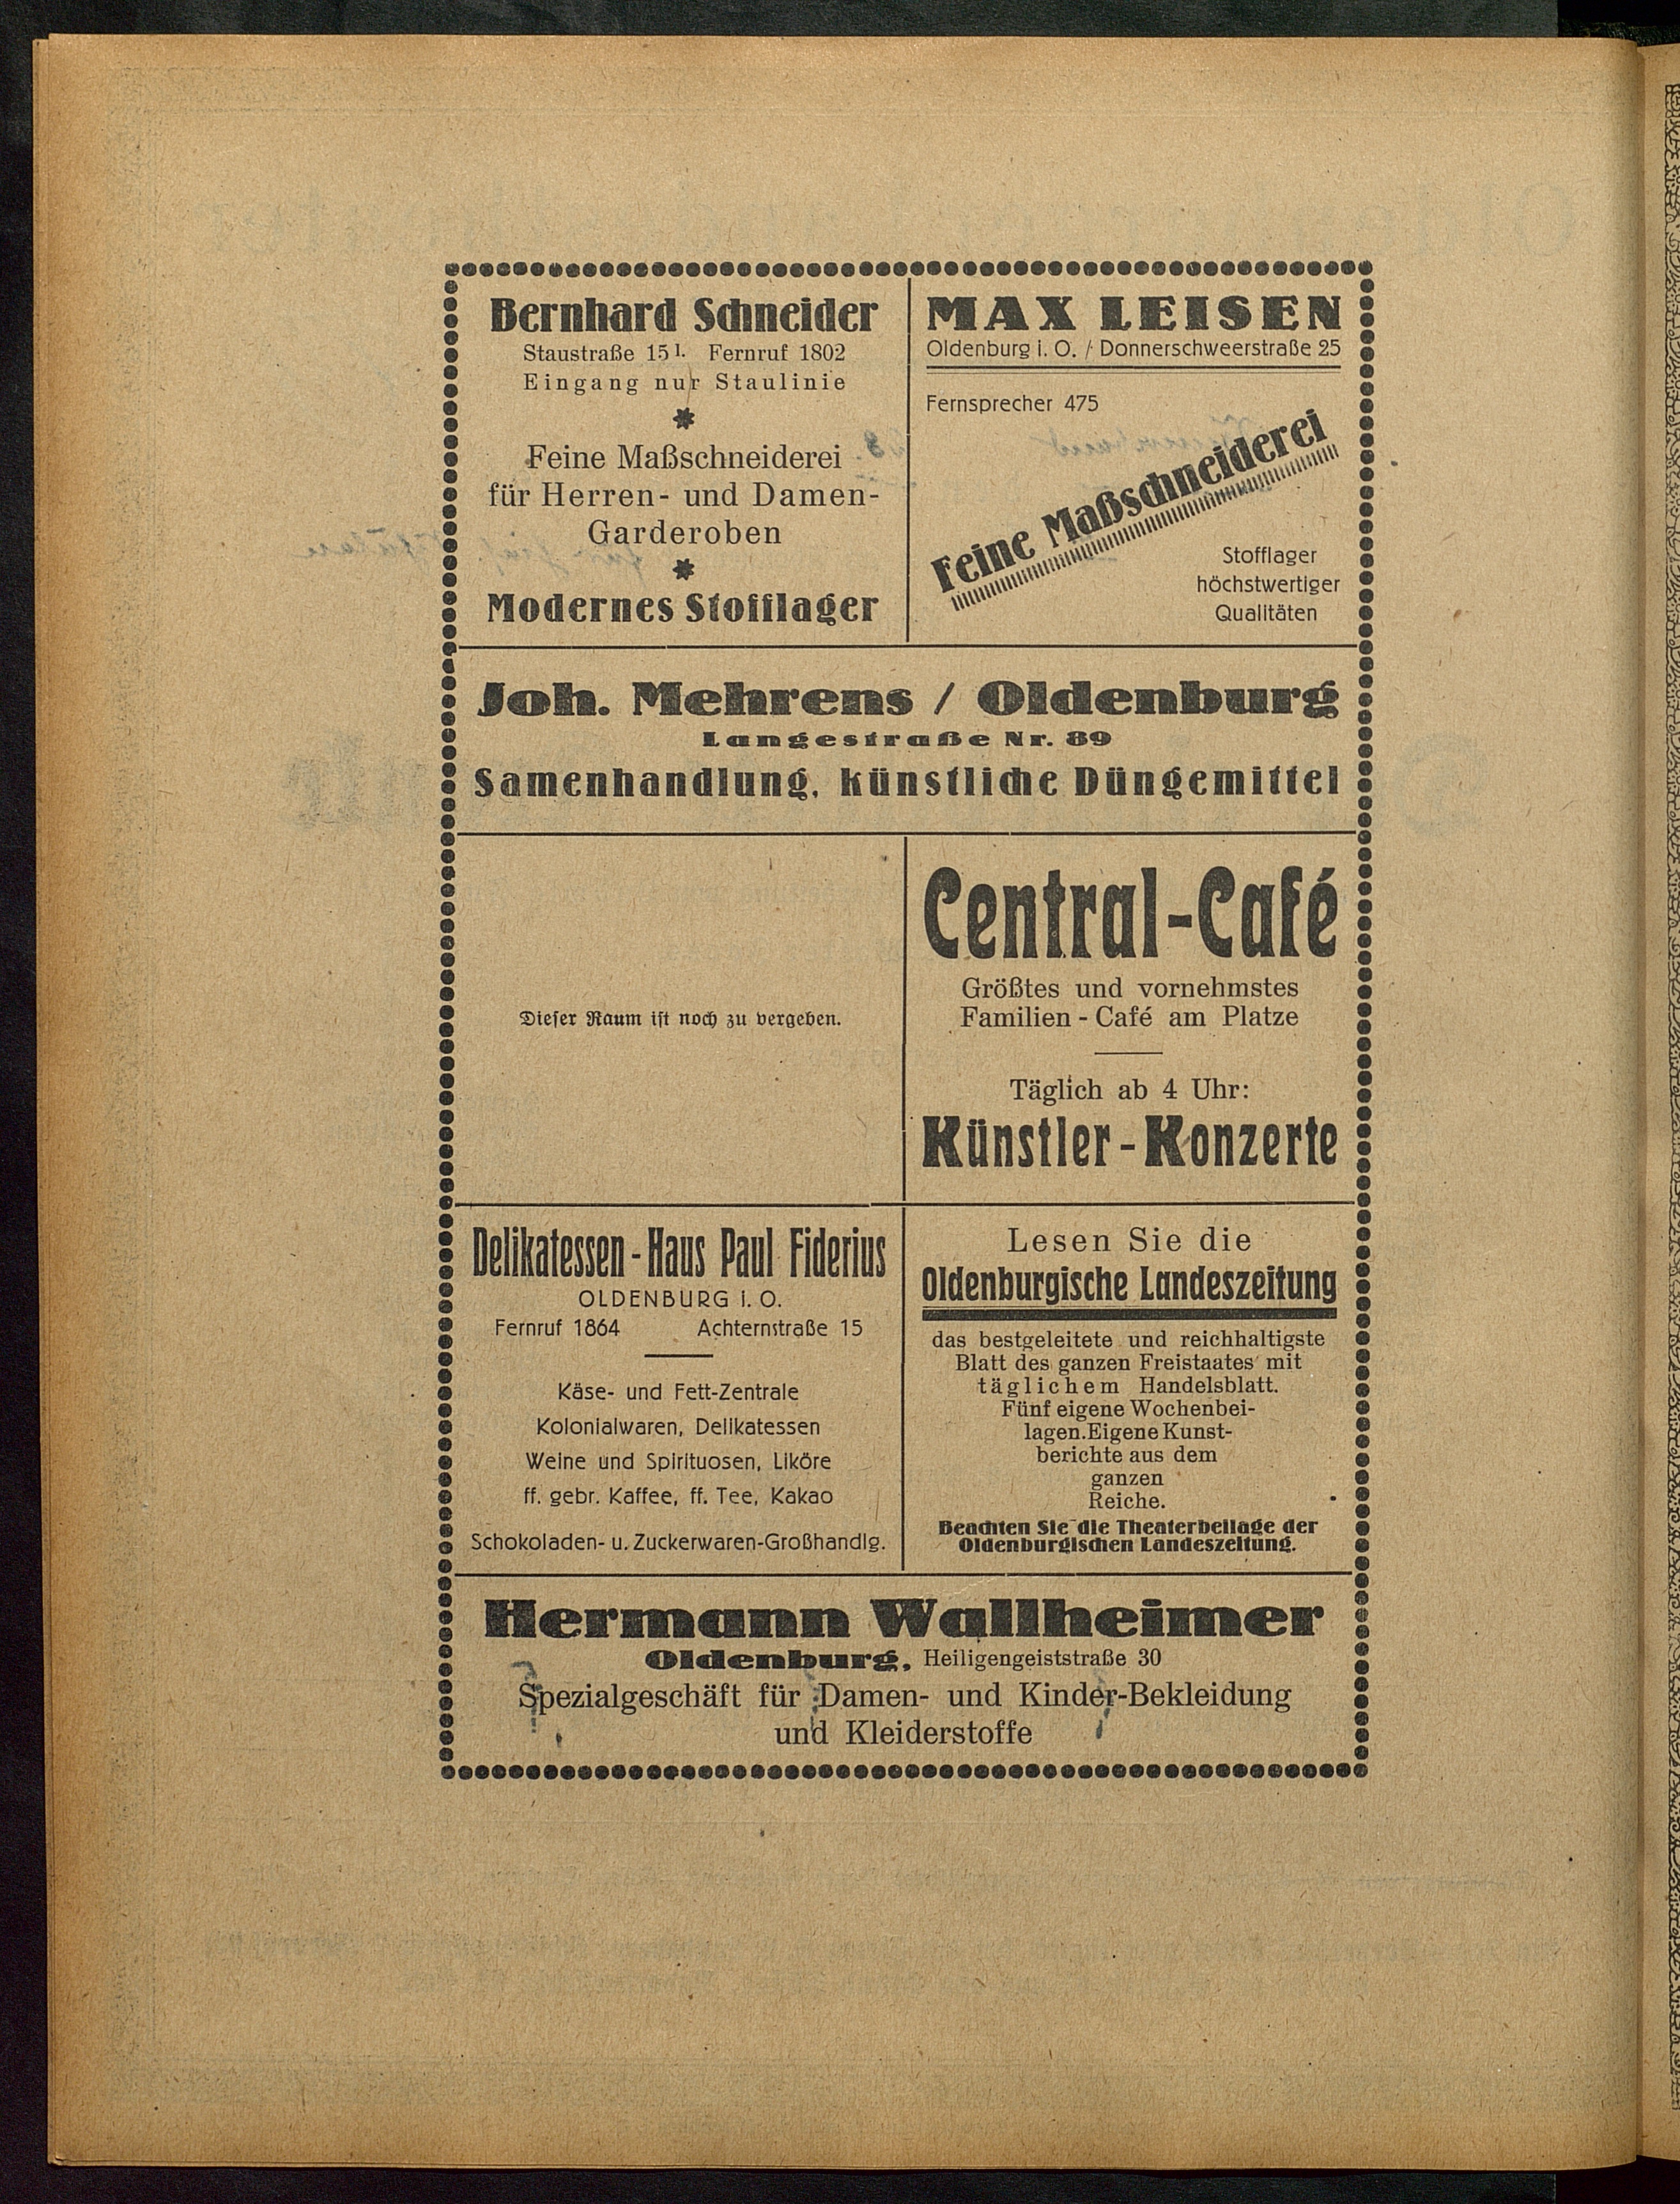 Bernhard Schneider
Staustraße 15 I. Fernruf 1802
Eingang nur Staulinie
Feine Maßschneiderei
für Herren- und Damen-
Garderoben
Modernes Stofflager
MAX LEISEN
Oldenburg i. O. / Donnerschweerstraße 25
Fernsprecher 475
Feine Maßschneiderei
Stofflager
höchstwertiger
Qualitäten
Joh. Mehrens / Oldenburg
Langestraße Nr. 89
Samenhandlung, künstliche Düngemittel
Dieser Raum ist noch zu vergeben.
Central-Café
Größtes und vornehmstes
Familien-Café am Platze
Täglich ab 4 Uhr:
Künstler-Konzerte
Delikatessen-Haus Paul Fiderius
OLDENBURG i. O.
Fernruf 1864 Achternstraße 15
Käse- und Fett-Zentrale
Kolonialwaren, Delikatessen
Weine und Spirituosen, Liköre
ff. gebr. Kaffee, ff. Tee, Kakao
Schokoladen- u. Zuckerwaren-Großhandlg.
Lesen Sie die
Oldenburgische Landeszeitung
das bestgeleitete und reichhaltigste
Blatt des ganzen Freistaates mit
täglichem Handelsblatt.
Fünf eigene Wochenbei-
lagen. Eigene Kunst-
berichte aus dem
ganzen
Reiche.
Beachten Sie die Theaterbeilage der
Oldenburgischen Landeszeitung.
Hermann Wallheimer
Oldenburg, Heiligengeiststraße 30
Spezialgeschäft für Damen- und Kinder-Bekleidung
und Kleiderstoffe